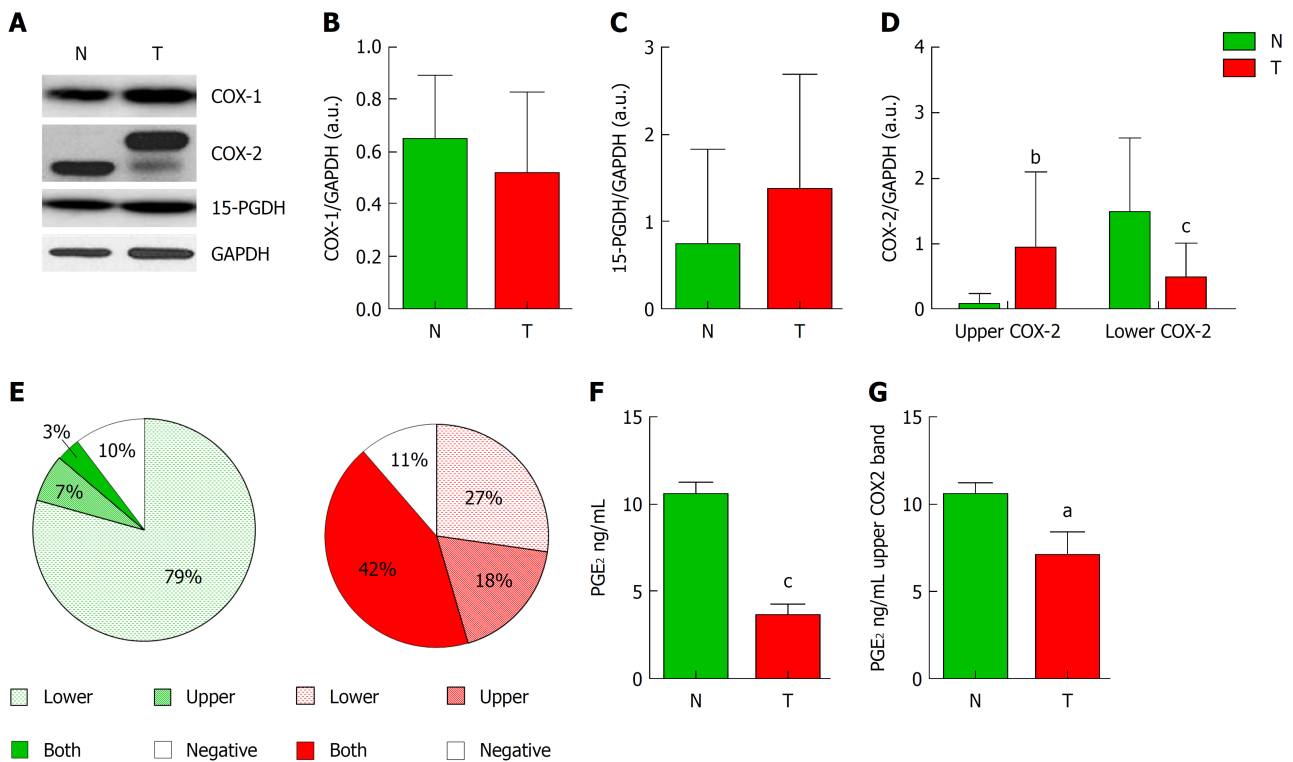 A
N T
COX-1
COX-2
15-PGDH
GAPDH
B
COX-1/GAPDH (a.u.)
1.0
0.8
0.6
0.4
0.2
0.0
N T
C
15-PGDH/GAPDH (a.u.)
3
2
1
0
N T
D
COX-2/GAPDH (a.u.)
4
3
2
1
0
b
c
Upper COX-2 Lower COX-2
N
T
E
3%
10%
7%
79%
11%
27%
42%
18%
Lower Upper Lower Upper
Both Negative Both Negative
F
PGE₂ ng/mL
15
10
5
0
c
N T
G
PGE₂ ng/mL upper COX2 band
15
10
5
0
a
N T